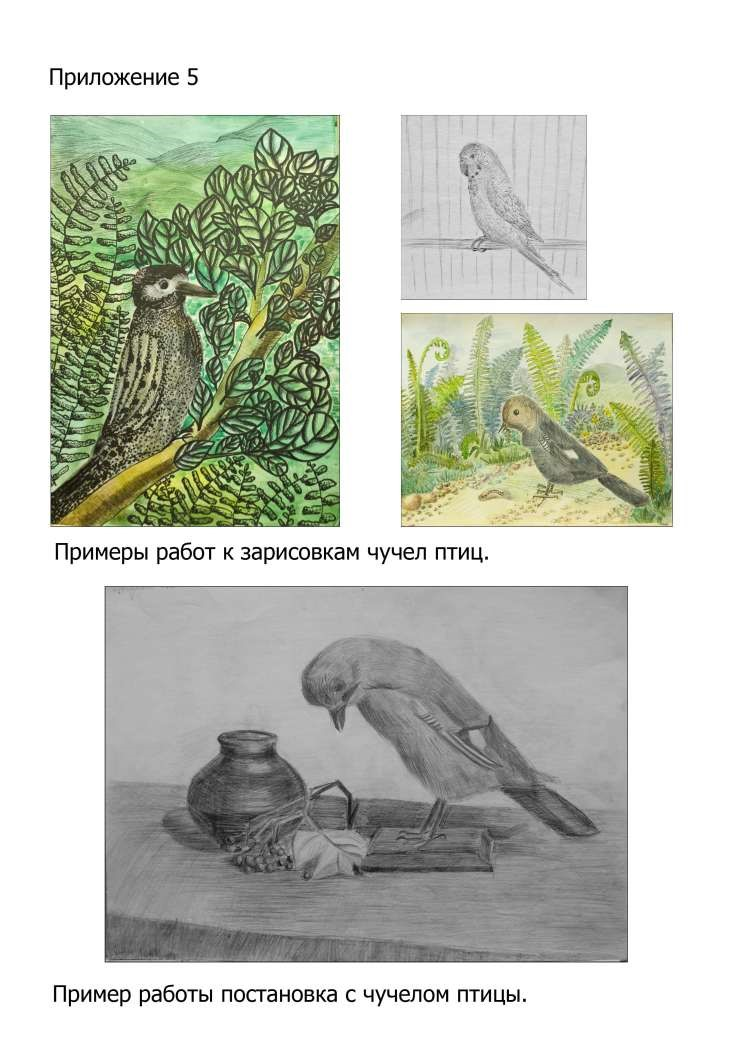 Приложение 5
Примеры работ к зарисовкам чучел птиц.
Пример работы постановка с чучелом птицы.